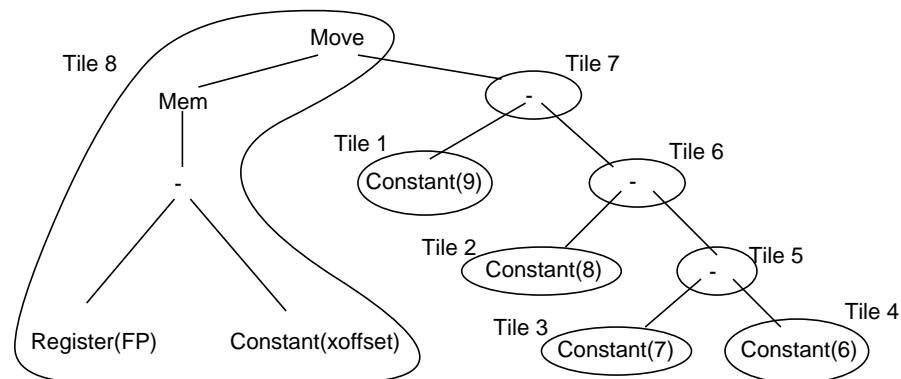 Move
Tile 8
Tile 7
Mem
-
Tile 1
Tile 6
Constant(9)
-
-
Tile 2
Tile 5
Constant(8)
-
Tile 3
Tile 4
Register(FP)
Constant(xoffset)
Constant(7)
Constant(6)